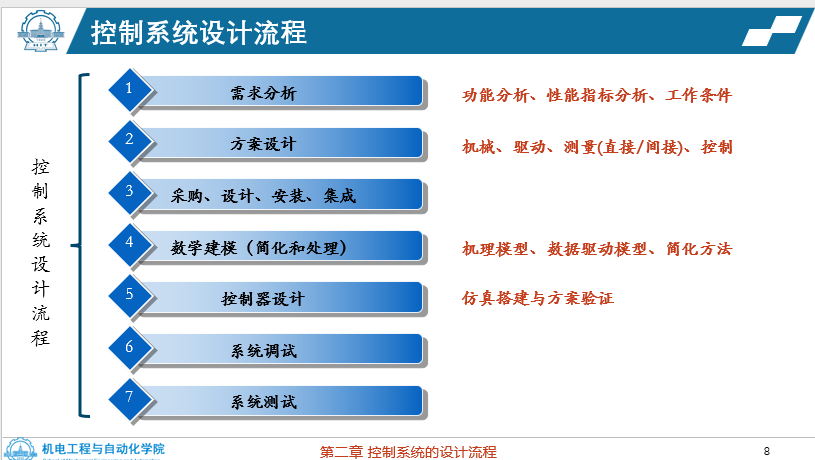 控制系统设计流程
控制系统设计流程
1 需求分析 功能分析、性能指标分析、工作条件
2 方案设计 机械、驱动、测量(直接/间接)、控制
3 采购、设计、安装、集成
4 数学建模（简化和处理） 机理模型、数据驱动模型、简化方法
5 控制器设计 仿真搭建与方案验证
6 系统调试
7 系统测试
机电工程与自动化学院
第二章 控制系统的设计流程
8